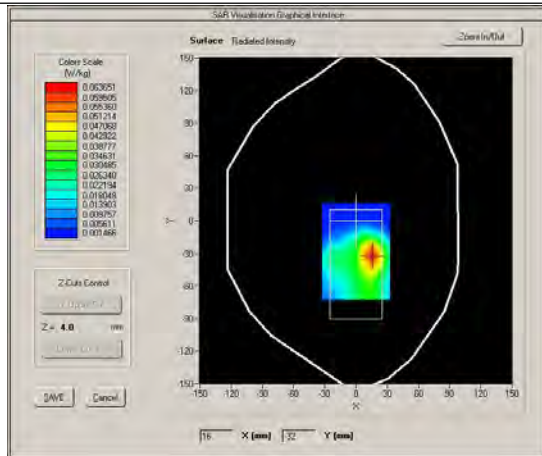 SAR Visualisation Graphical Interface
Surface Radiated Intensity
Zoom In/Out
Colors Scale
(W/kg)
0.063651
0.059505
0.055360
0.051214
0.047068
0.042922
0.038777
0.034631
0.030485
0.026340
0.022194
0.018048
0.013903
0.009757
0.005611
0.001466
150
120
90
60
30
0
-30
-60
-90
-120
-150
Y
-150 -120 -90 -60 -30 0 30 60 90 120 150
X
Z-Cuts Control
Z = 4.0 mm
SAVE Cancel
16 X (mm) -32 Y (mm)